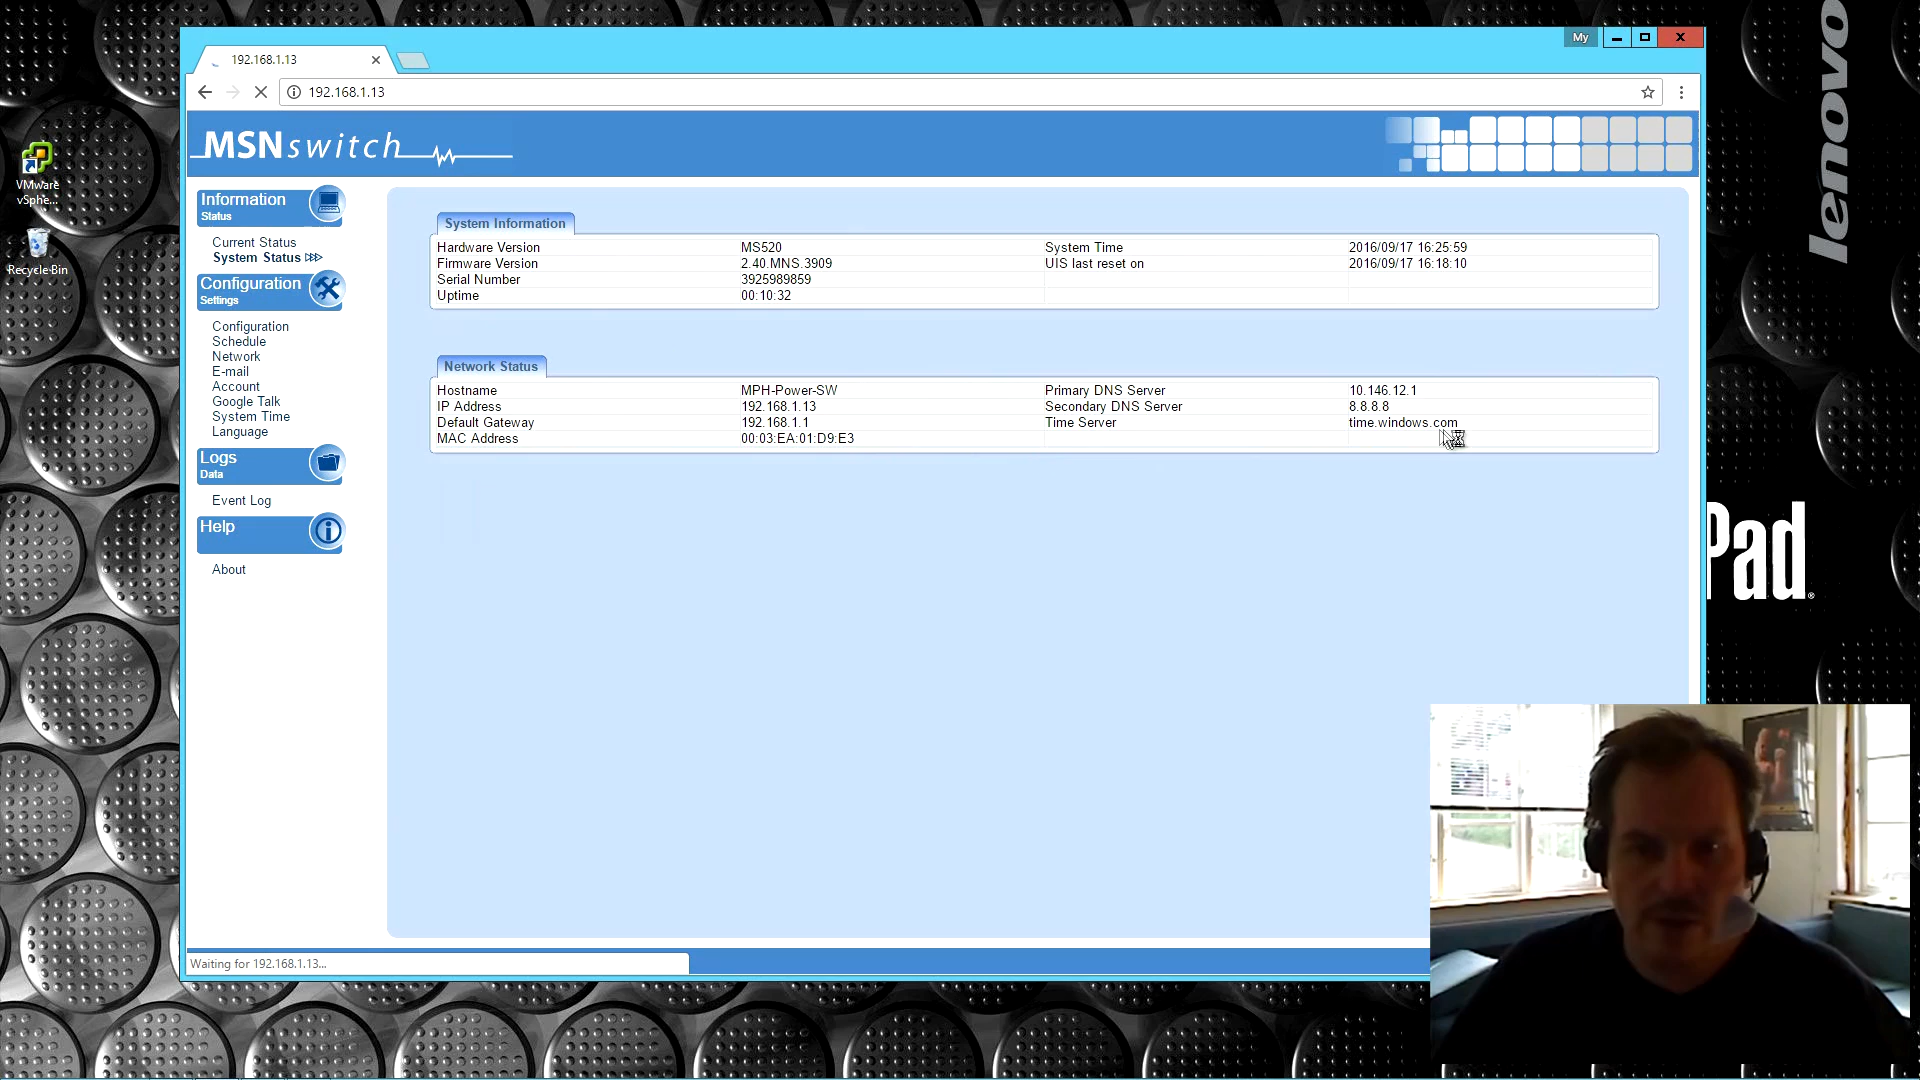 My
192.168.1.13
192.168.1.13
lenovo
MSNswitch
VMware
vSphe...
Recycle Bin
Information
Status
Current Status
System Status
Configuration
Settings
Configuration
Schedule
Network
E-mail
Account
Google Talk
System Time
Language
Logs
Data
Event Log
Help
About
System Information
Hardware Version MS520 System Time 2016/09/17 16:25:59
Firmware Version 2.40.MNS.3909 UIS last reset on 2016/09/17 16:18:10
Serial Number 3925989859
Uptime 00:10:32
Network Status
Hostname MPH-Power-SW Primary DNS Server 10.146.12.1
IP Address 192.168.1.13 Secondary DNS Server 8.8.8.8
Default Gateway 192.168.1.1 Time Server time.windows.com
MAC Address 00:03:EA:01:D9:E3
Pad
Waiting for 192.168.1.13...